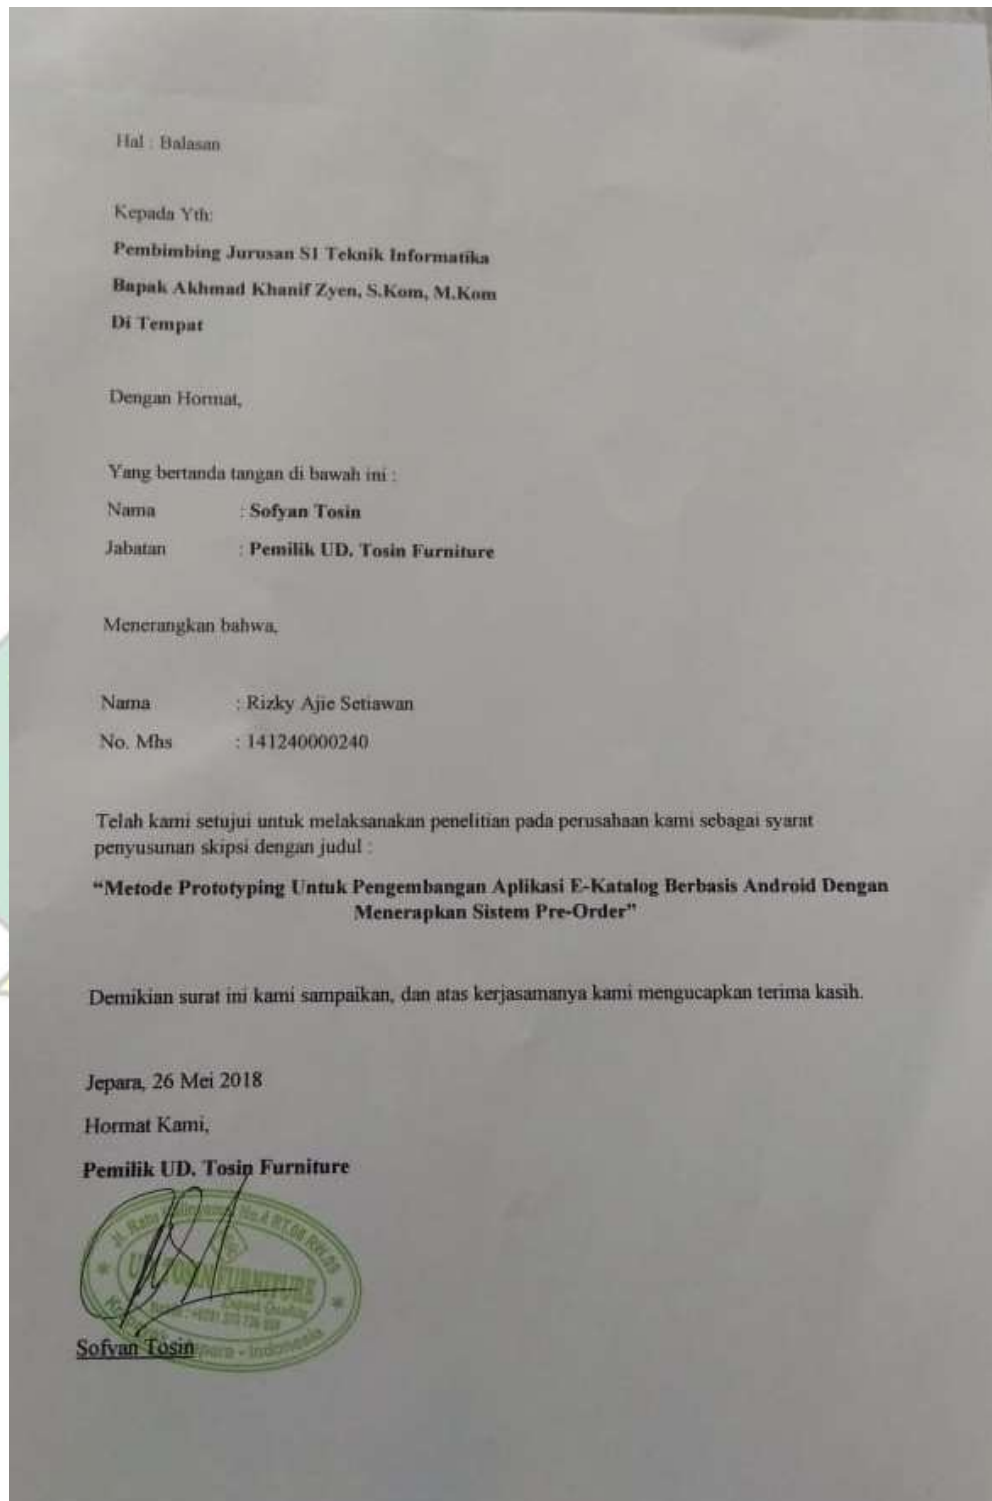 Hal : Balasan
Kepada Yth:
Pembimbing Jurusan S1 Teknik Informatika
Bapak Akhmad Khanif Zyen, S.Kom, M.Kom
Di Tempat
Dengan Hormat,
Yang bertanda tangan di bawah ini :
Nama : Sofyan Tosin
Jabatan : Pemilik UD. Tosin Furniture
Menerangkan bahwa,
Nama : Rizky Ajie Setiawan
No. Mhs : 141240000240
Telah kami setujui untuk melaksanakan penelitian pada perusahaan kami sebagai syarat
penyusunan skipsi dengan judul :
“Metode Prototyping Untuk Pengembangan Aplikasi E-Katalog Berbasis Android Dengan
Menerapkan Sistem Pre-Order”
Demikian surat ini kami sampaikan, dan atas kerjasamanya kami mengucapkan terima kasih.
Jepara, 26 Mei 2018
Hormat Kami,
Pemilik UD. Tosin Furniture
UD. TOSIN FURNITURE
Sofyan Tosin